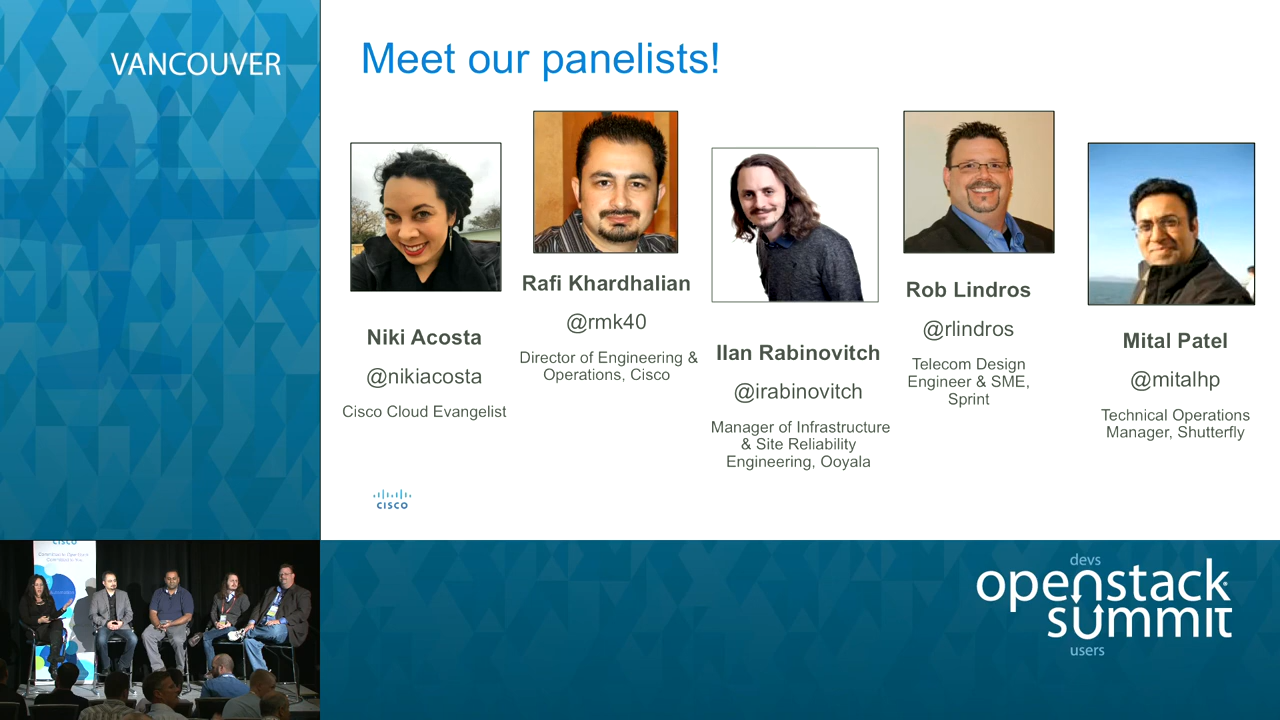 VANCOUVER
Meet our panelists!
Niki Acosta
@nikiacosta
Cisco Cloud Evangelist
Rafi Khardhalian
@rmk40
Director of Engineering &
Operations, Cisco
Ilan Rabinovitch
@irabinovitch
Manager of Infrastructure
& Site Reliability
Engineering, Ooyala
Rob Lindros
@rlindros
Telecom Design
Engineer & SME,
Sprint
Mital Patel
@mitalhp
Technical Operations
Manager, Shutterfly
CISCO
CISCO
devs
openstack
summit
users